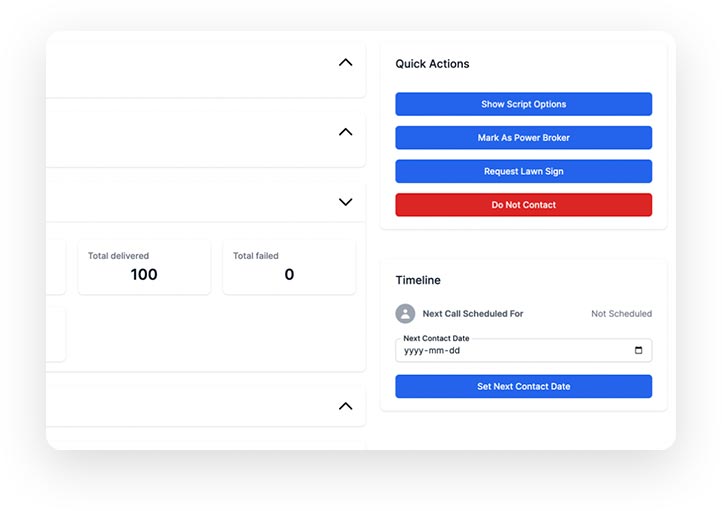 Quick Actions
Show Script Options
Mark As Power Broker
Request Lawn Sign
Do Not Contact
Total delivered
100
Total failed
0
Timeline
Next Call Scheduled For
Not Scheduled
Next Contact Date
yyyy-mm-dd
Set Next Contact Date